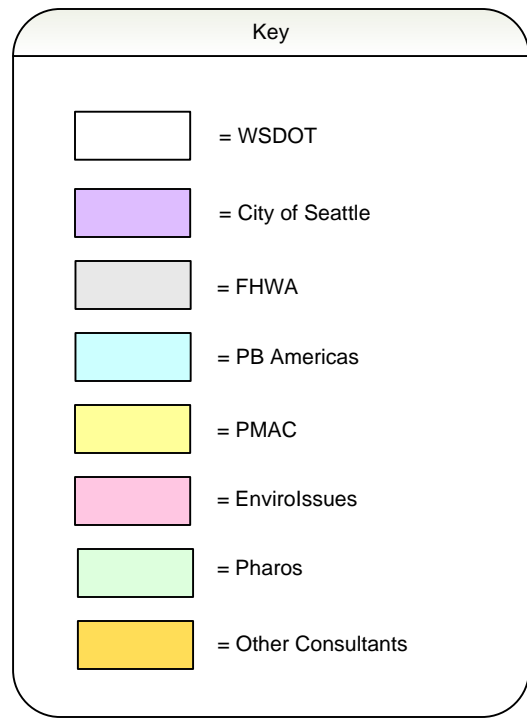 Key
= WSDOT
= City of Seattle
= FHWA
= PB Americas
= PMAC
= EnviroIssues
= Pharos
= Other Consultants